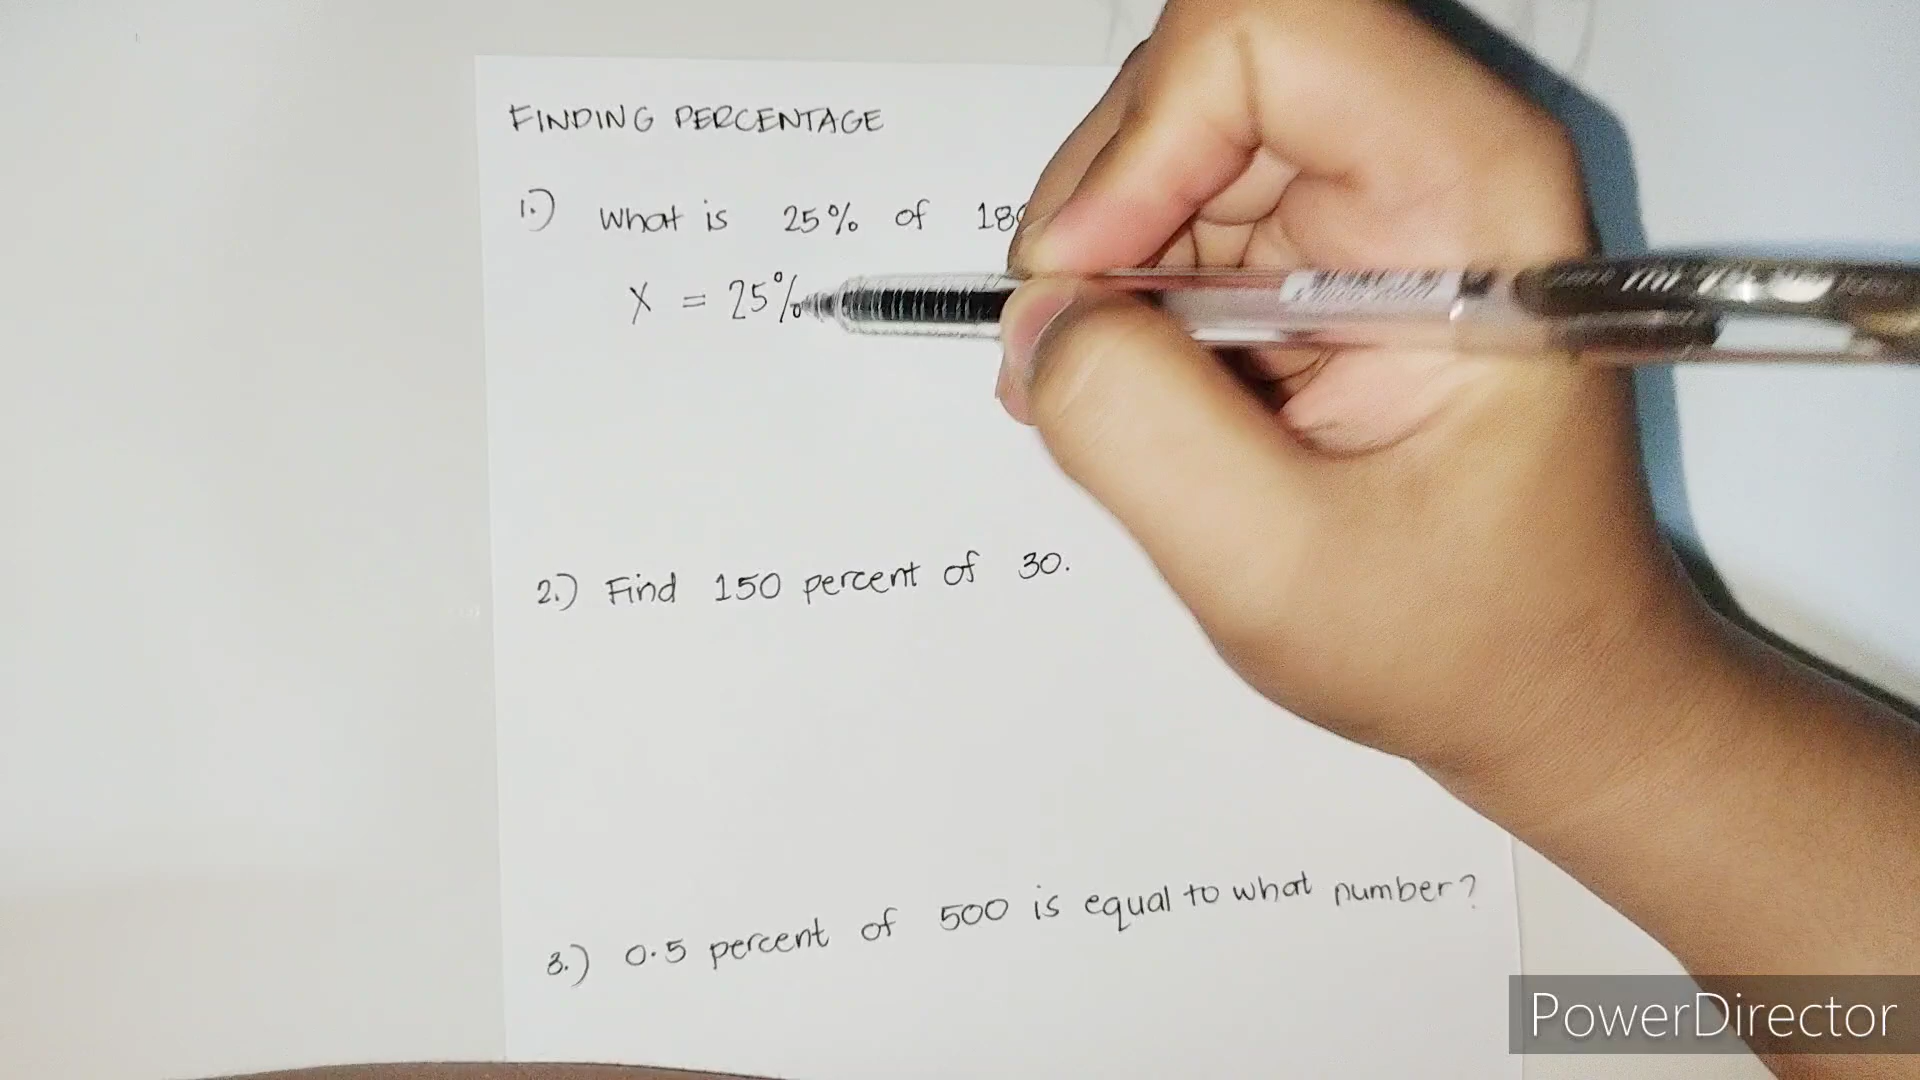 FINDING PERCENTAGE
1.) What is 25% of
X = 25%
2.) Find 150 percent of 30.
3.) 0.5 percent of 500 is equal to what number?
PowerDirector